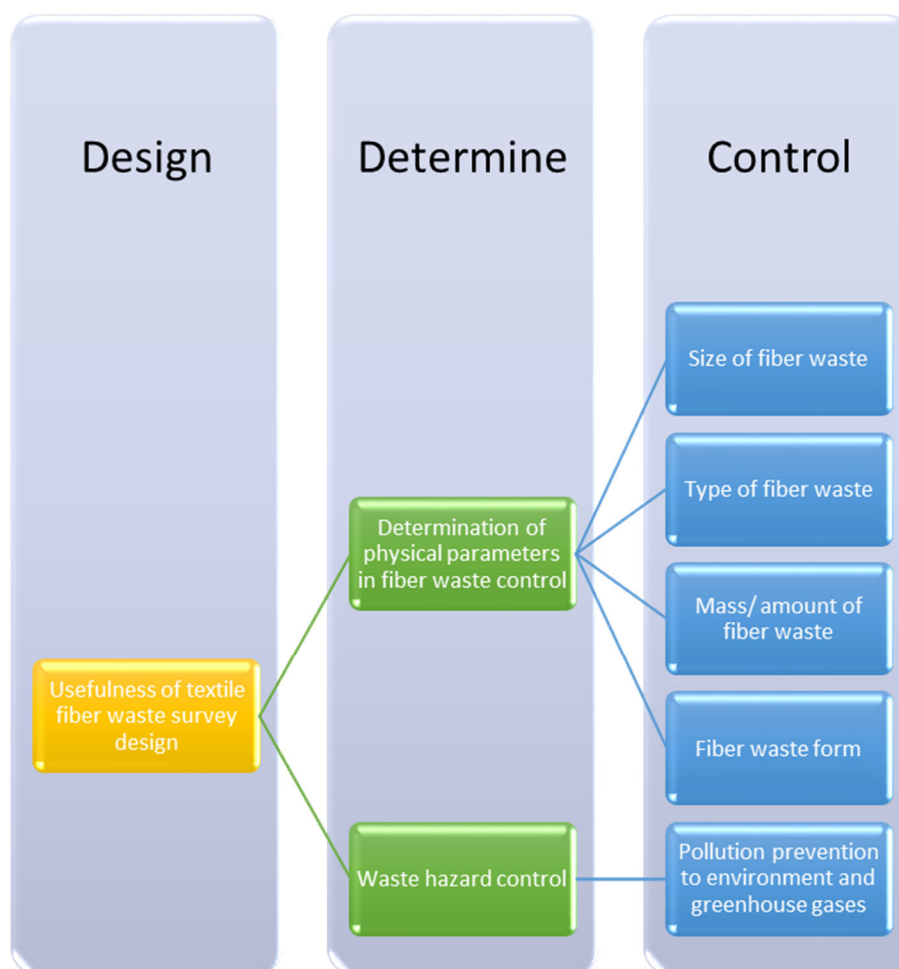 Design
Determine
Control
Usefulness of textile
fiber waste survey
design
Determination of
physical parameters
in fiber waste control
Waste hazard control
Size of fiber waste
Type of fiber waste
Mass/ amount of
fiber waste
Fiber waste form
Pollution prevention
to environment and
greenhouse gases